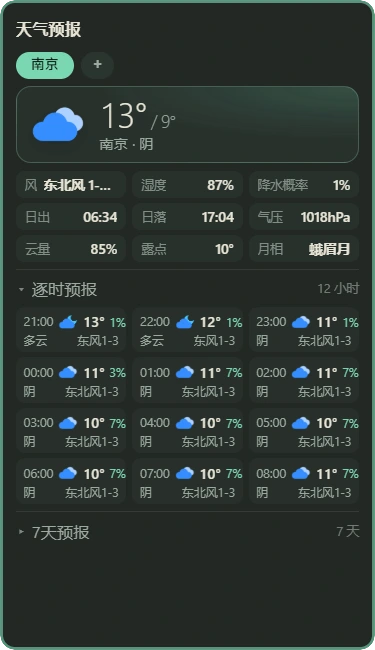 天气预报
南京 +
13° / 9°
南京 · 阴
风 东北风 1-... 湿度 87% 降水概率 1%
日出 06:34 日落 17:04 气压 1018hPa
云量 85% 露点 10° 月相 蛾眉月
逐时预报 12 小时
21:00 13° 1% 22:00 12° 1% 23:00 11° 1%
多云 东风1-3 多云 东风1-3 阴 东北风1-3
00:00 11° 3% 01:00 11° 7% 02:00 11° 7%
阴 东北风1-3 阴 东北风1-3 阴 东北风1-3
03:00 10° 7% 04:00 10° 7% 05:00 10° 7%
阴 东北风1-3 阴 东北风1-3 阴 东北风1-3
06:00 10° 7% 07:00 10° 7% 08:00 11° 7%
阴 东北风1-3 阴 东北风1-3 阴 东北风1-3
7天预报 7 天